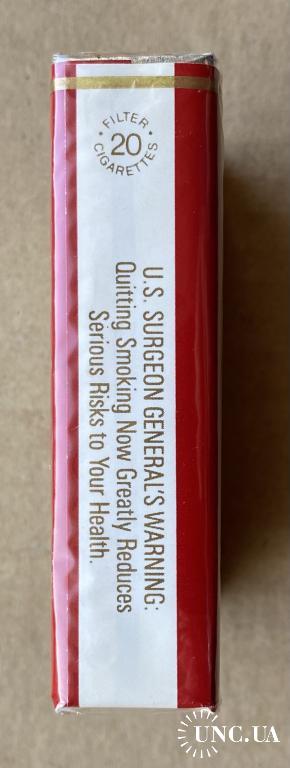 FILTER
20
CIGARETTES
U.S. SURGEON GENERAL'S WARNING:
Quitting Smoking Now Greatly Reduces
Serious Risks to Your Health.
UNC.UA